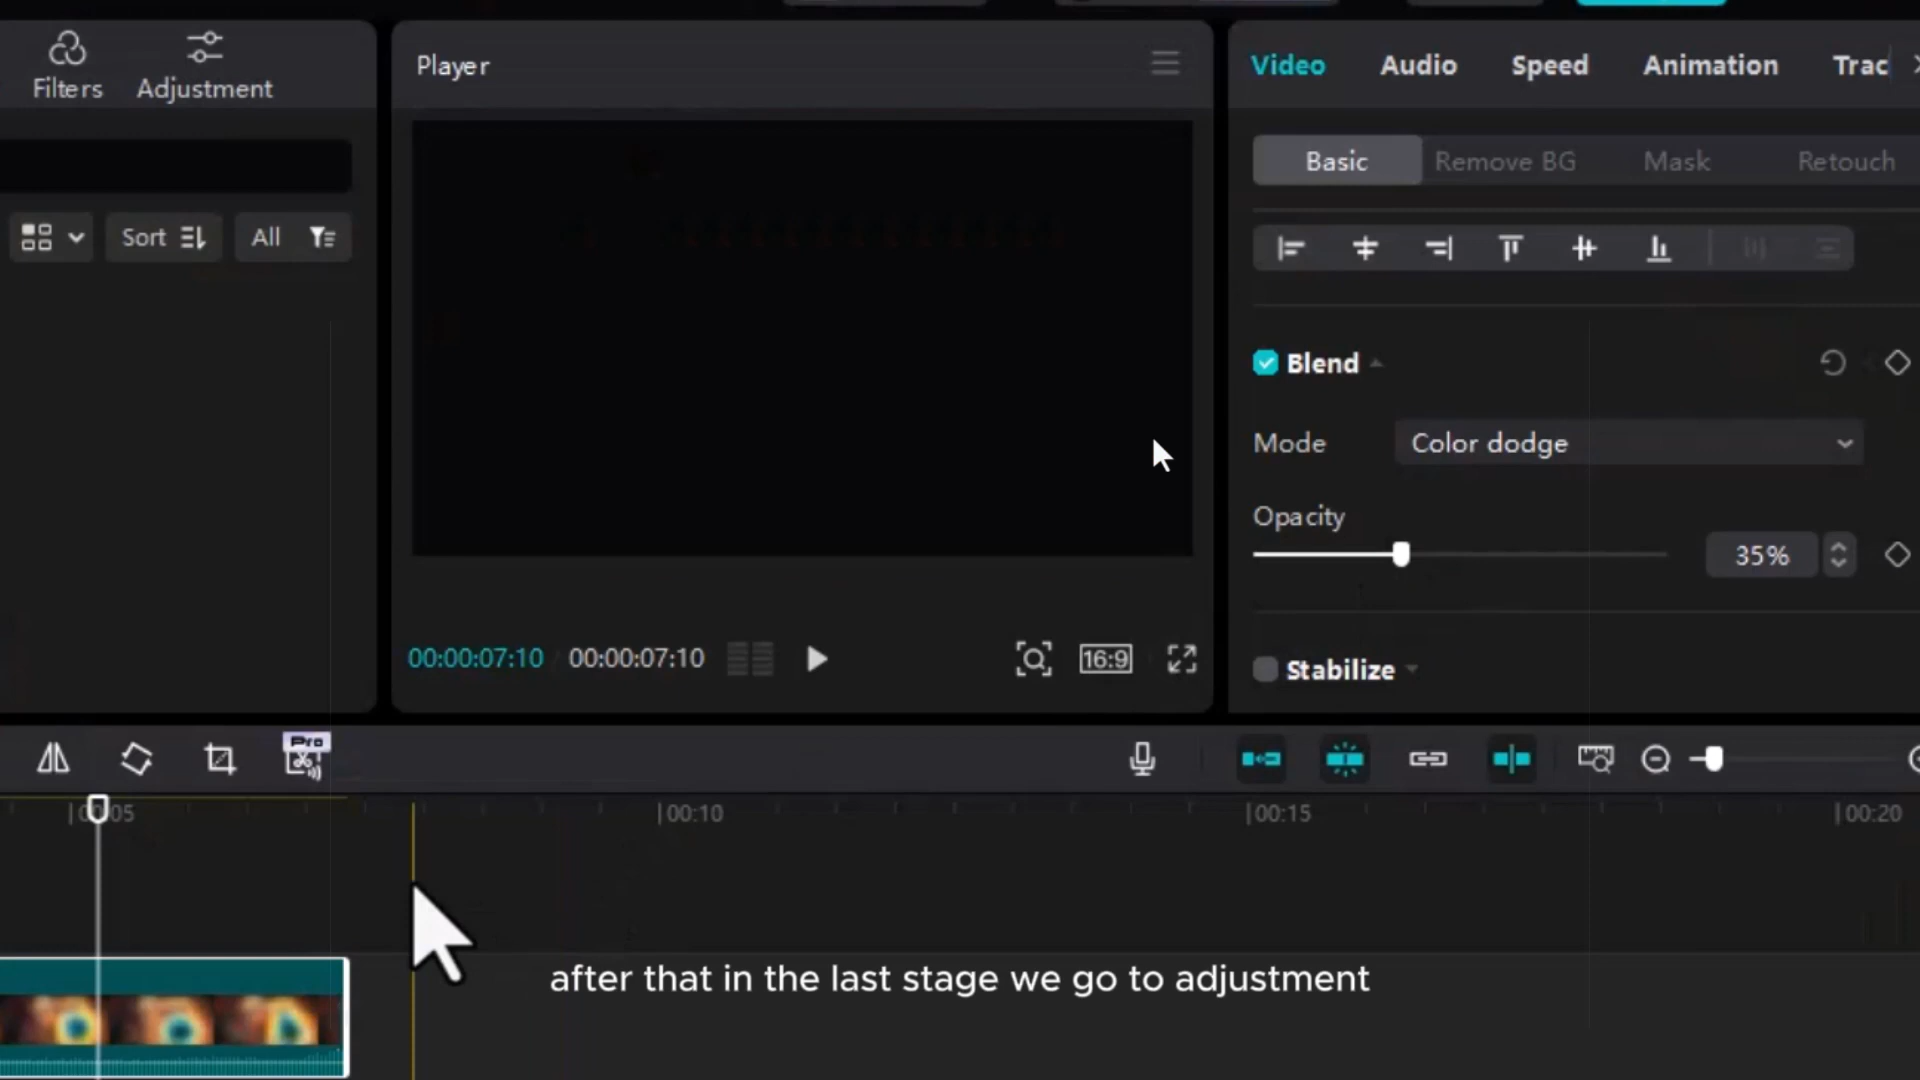 Filters
Adjustment
Player
Video
Audio
Speed
Animation
Trac
Basic
Remove BG
Mask
Retouch
Sort
All
Blend
Mode
Color dodge
Opacity
35%
Stabilize
00:00:07:10
00:00:07:10
16:9
Pro
00:10
00:15
00:20
after that in the last stage we go to adjustment